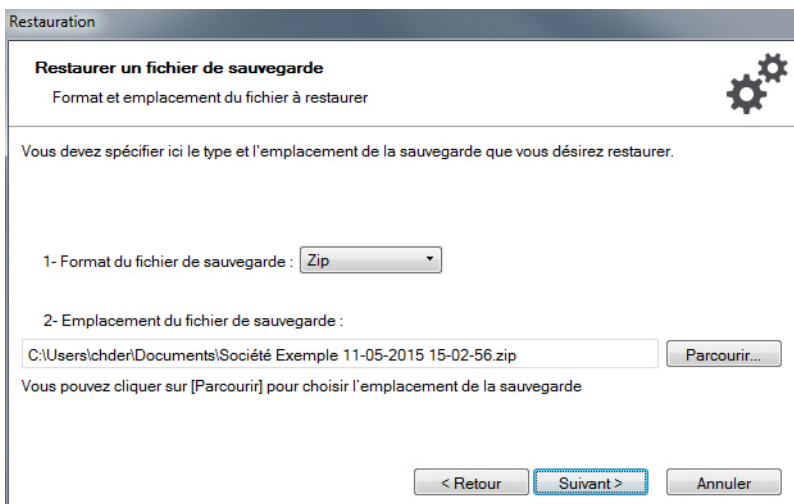 Restauration
Restaurer un fichier de sauvegarde
Format et emplacement du fichier à restaurer
Vous devez spécifier ici le type et l'emplacement de la sauvegarde que vous désirez restaurer.
1- Format du fichier de sauvegarde : Zip
2- Emplacement du fichier de sauvegarde :
C:\Users\chder\Documents\Société Exemple 11-05-2015 15-02-56.zip Parcourir...
Vous pouvez cliquer sur [Parcourir] pour choisir l'emplacement de la sauvegarde
< Retour Suivant > Annuler